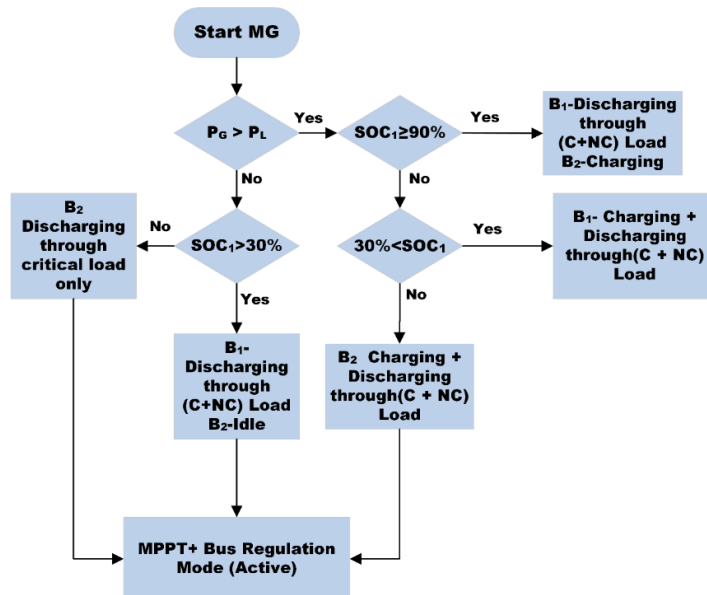 Start MG
P_G > P_L
Yes
SOC₁≥90%
Yes
B₁-Discharging
through
(C+NC) Load
B₂-Charging
No
No
B₂
Discharging
through
critical load
only
No
SOC₁>30%
30%<SOC₁
Yes
B₁- Charging +
Discharging
through(C + NC)
Load
Yes
No
B₁-
Discharging
through
(C+NC) Load
B₂-Idle
B₂ Charging +
Discharging
through(C + NC)
Load
MPPT+ Bus Regulation
Mode (Active)